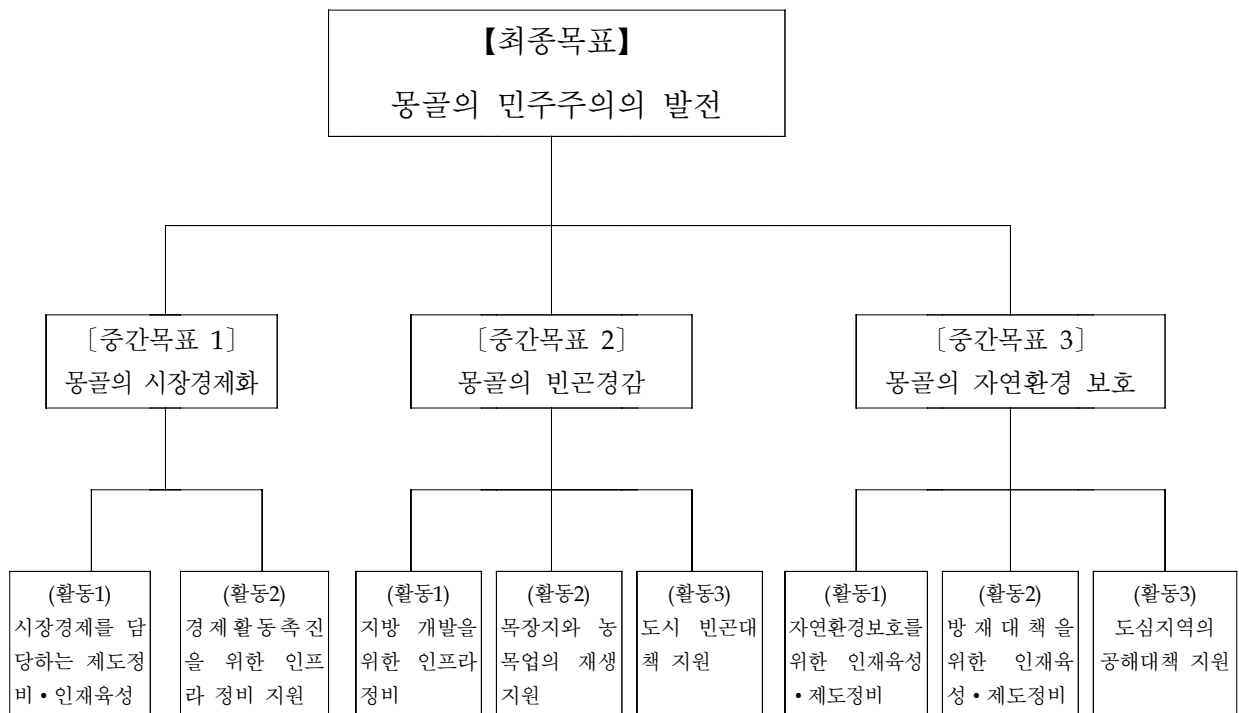 【최종목표】
몽골의 민주주의의 발전
[중간목표 1]
몽골의 시장경제화
[중간목표 2]
몽골의 빈곤경감
[중간목표 3]
몽골의 자연환경 보호
(활동1)
시장경제를 담
당하는 제도정
비•인재육성
(활동2)
경제활동촉진
을 위한 인프
라 정비 지원
(활동1)
지방 개발을
위한 인프라
정비
(활동2)
목장지와 농
목업의 재생
지원
(활동3)
도시 빈곤대
책 지원
(활동1)
자연환경보호를
위한 인재육성
•제도정비
(활동2)
방재대책을
위한 인재육
성•제도정비
(활동3)
도심지역의
공해대책 지원